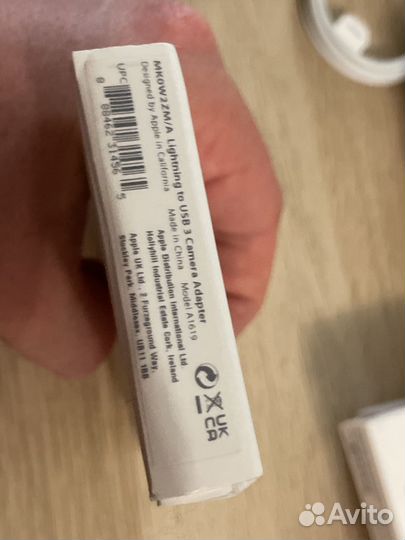 MK0W2ZM/A Lightning to USB 3 Camera Adapter
Designed by Apple in California Made in China Model A1619
UPC
8 88462 31456 5
Apple Distribution International Ltd.
Hollyhill Industrial Estate Cork, Ireland
Apple UK Ltd., 2 Furzeground Way,
Stockley Park, Middlesex, UB11 1BB
UK
CA
Avito